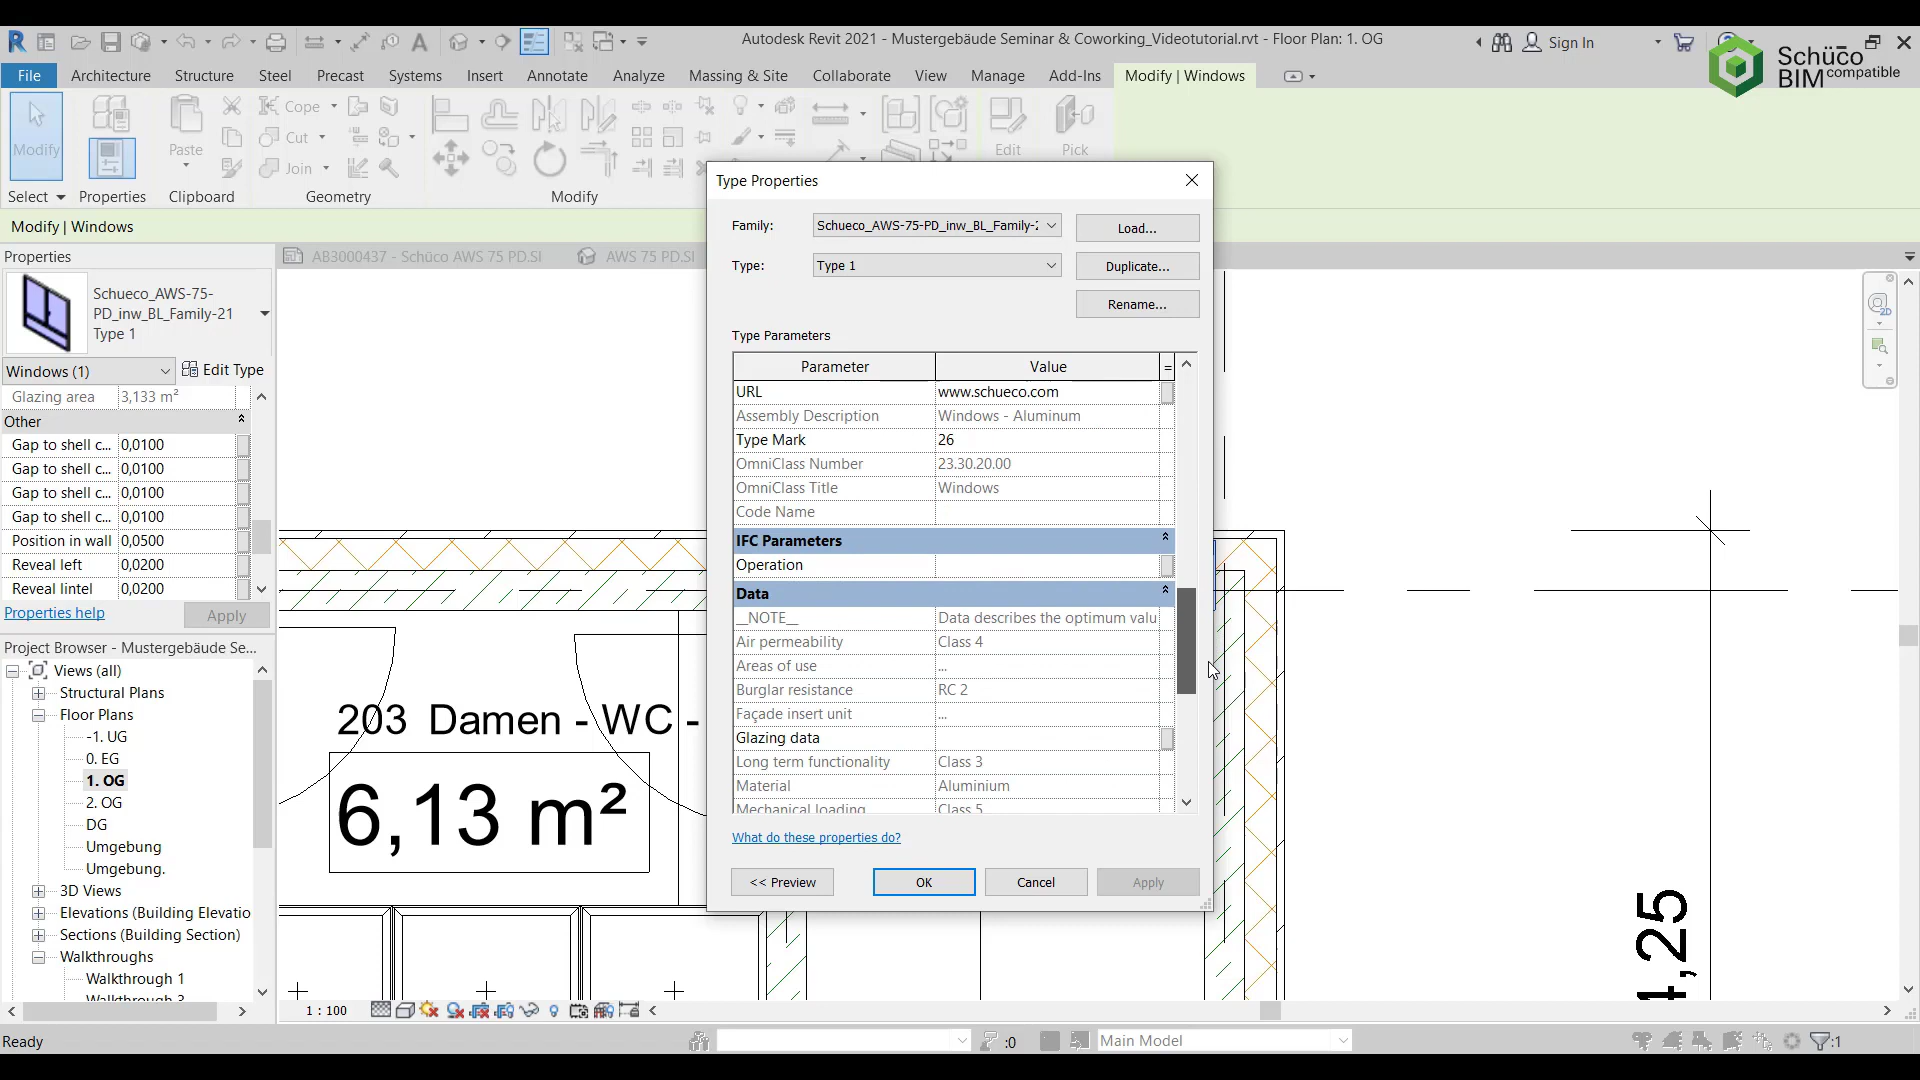 Autodesk Revit 2021 - Mustergebäude Seminar & Coworking_Videotutorial.rvt - Floor Plan: 1. OG
Sign In
Schüco
BIM compatible
File
Architecture
Structure
Steel
Precast
Systems
Insert
Annotate
Analyze
Massing & Site
Collaborate
View
Manage
Add-Ins
Modify | Windows
Modify
Paste
Cope
Cut
Join
Edit
Pick
Select
Properties
Clipboard
Geometry
Modify
Modify | Windows
Properties
Schueco_AWS-75-
PD_inw_BL_Family-21
Type 1
Windows (1)
Edit Type
Glazing area 3,133 m²
Other
Gap to shell c... 0,0100
Gap to shell c... 0,0100
Gap to shell c... 0,0100
Gap to shell c... 0,0100
Position in wall 0,0500
Reveal left 0,0200
Reveal lintel 0,0200
Properties help
Apply
Project Browser - Mustergebäude Se...
Views (all)
Structural Plans
Floor Plans
-1. UG
0. EG
1. OG
2. OG
DG
Umgebung
Umgebung.
3D Views
Elevations (Building Elevatio
Sections (Building Section)
Walkthroughs
Walkthrough 1
AB3000437 - Schüco AWS 75 PD.SI
AWS 75 PD.SI
203 Damen - WC -
6,13 m²
4,25
Type Properties
Family: Schueco_AWS-75-PD_inw_BL_Family-2
Load...
Type: Type 1
Duplicate...
Rename...
Type Parameters
Parameter Value =
URL www.schueco.com
Assembly Description Windows - Aluminum
Type Mark 26
OmniClass Number 23.30.20.00
OmniClass Title Windows
Code Name
IFC Parameters
Operation
Data
__NOTE__ Data describes the optimum valu
Air permeability Class 4
Areas of use ...
Burglar resistance RC 2
Façade insert unit ...
Glazing data
Long term functionality Class 3
Material Aluminium
Mechanical loading Class 5
What do these properties do?
<< Preview
OK
Cancel
Apply
1 : 100
Ready
:0
Main Model
:1